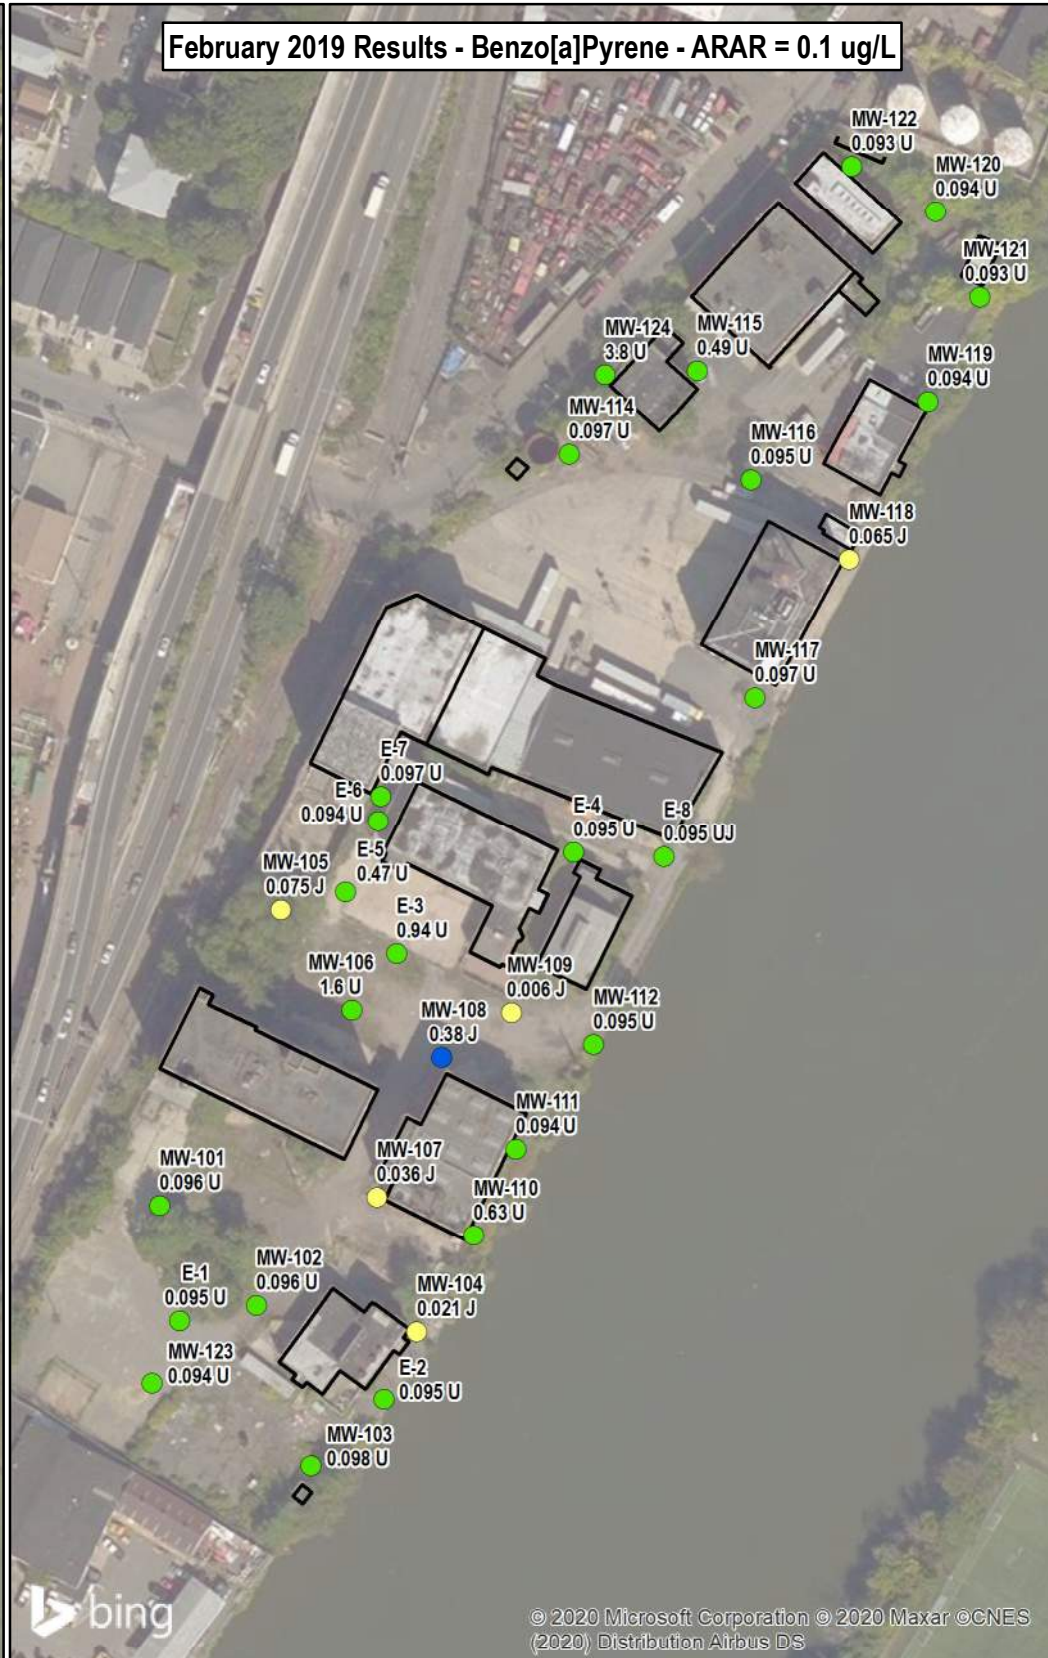 February 2019 Results - Benzo[a]Pyrene - ARAR = 0.1 ug/L
MW-122
0.093 U
MW-120
0.094 U
MW-121
0.093 U
MW-124
3.8 U
MW-115
0.49 U
MW-119
0.094 U
MW-114
0.097 U
MW-116
0.095 U
MW-118
0.065 J
MW-117
0.097 U
E-7
0.097 U
E-6
0.094 U
E-4
0.095 U
E-8
0.095 UJ
E-5
0.47 U
MW-105
0.075 J
E-3
0.94 U
MW-106
1.6 U
MW-109
0.006 J
MW-108
0.38 J
MW-112
0.095 U
MW-111
0.094 U
MW-107
0.036 J
MW-101
0.096 U
MW-110
0.63 U
MW-102
0.096 U
E-1
0.095 U
MW-104
0.021 J
MW-123
0.094 U
E-2
0.095 U
MW-103
0.098 U
bing
© 2020 Microsoft Corporation © 2020 Maxar ©CNES
(2020) Distribution Airbus DS